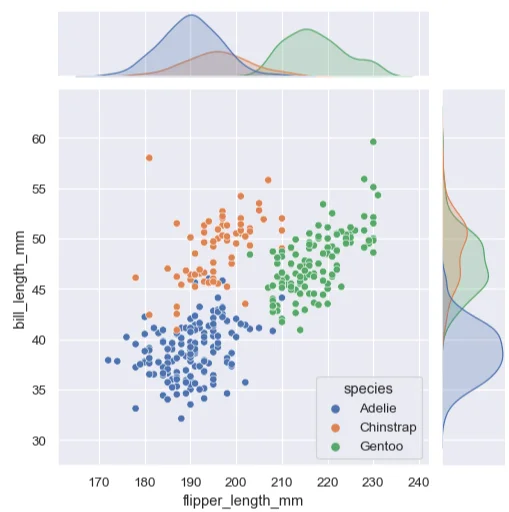 60
55
50
45
40
35
30
bill_length_mm
species
Adelie
Chinstrap
Gentoo
170 180 190 200 210 220 230 240
flipper_length_mm